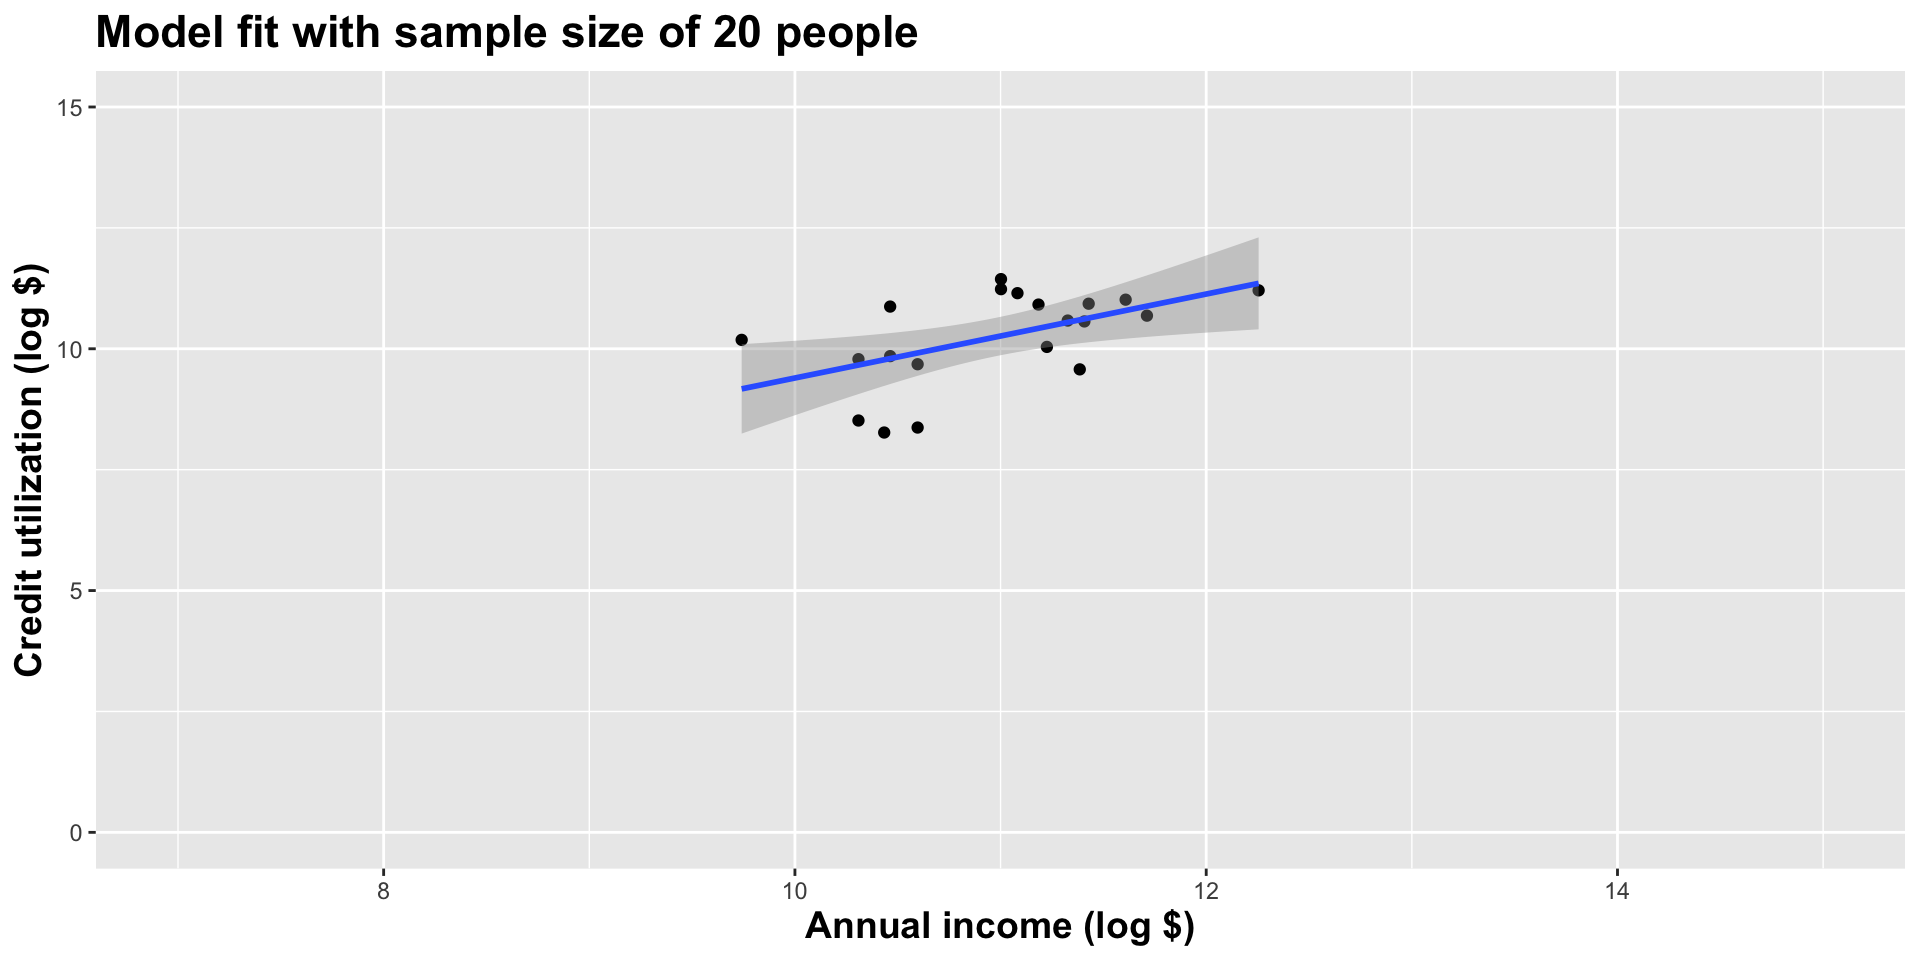 Model fit with sample size of 20 people
15
10
5
0
Credit utilization (log $)
8
10
12
14
Annual income (log $)